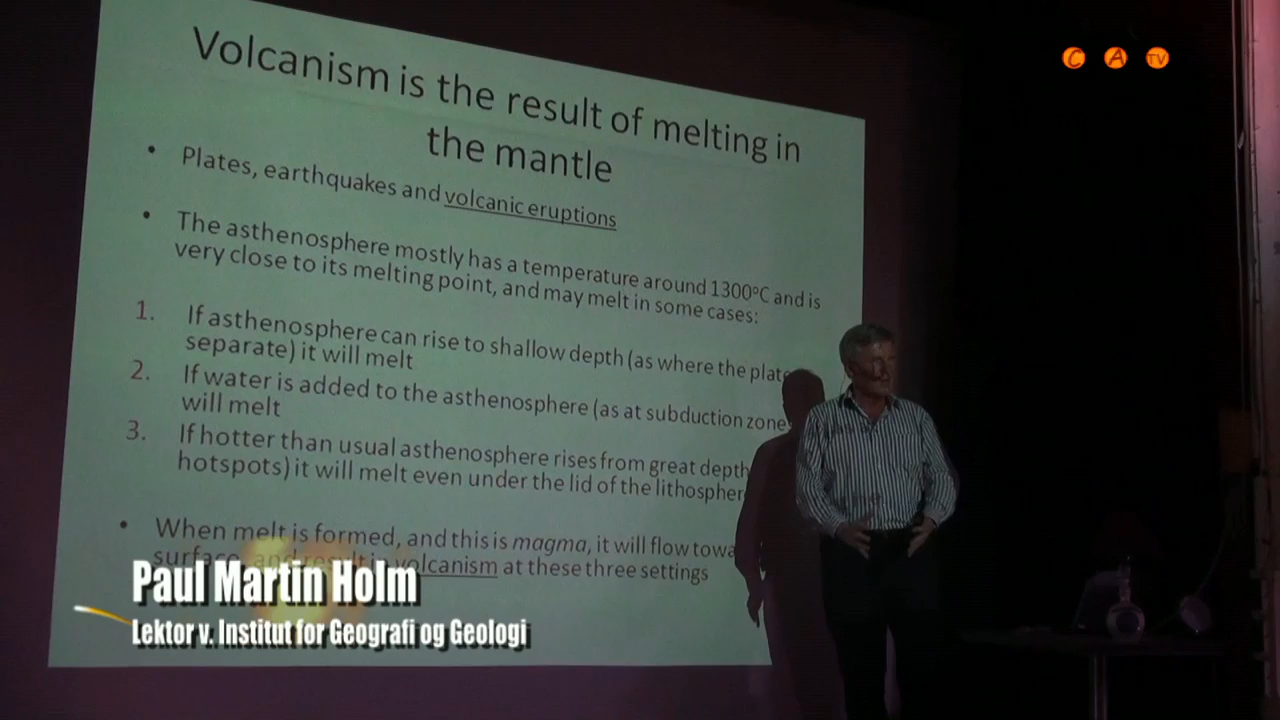 C A TV
Volcanism is the result of melting in
the mantle
• Plates, earthquakes and volcanic eruptions
• The asthenosphere mostly has a temperature around 1300°C and is
very close to its melting point, and may melt in some cases:
1. If asthenosphere can rise to shallow depth (as where the plate
separate) it will melt
2. If water is added to the asthenosphere (as at subduction zone
will melt
3. If hotter than usual asthenosphere rises from great depth
hotspots) it will melt even under the lid of the lithospher
• When melt is formed, and this is magma, it will flow towa
surface, and result in volcanism at these three settings
Paul Martin Holm
Lektor v. Institut for Geografi og Geologi